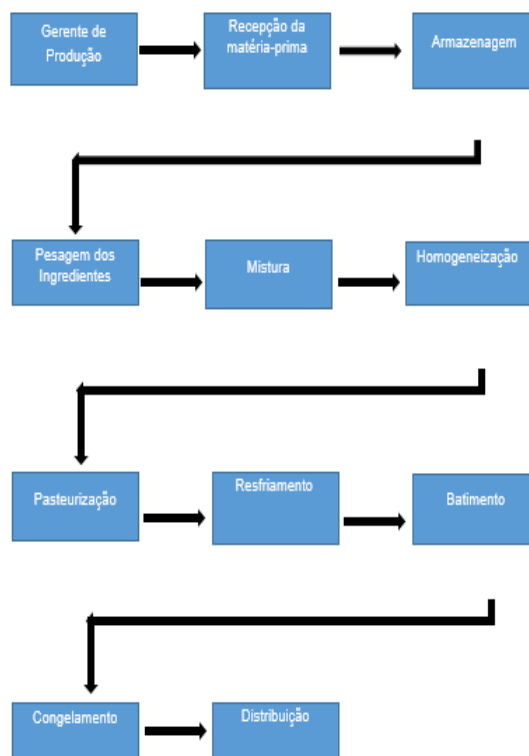 Gerente de
Produção
Recepção da
matéria-prima
Armazenagem
Pesagem dos
Ingredientes
Mistura
Homogeneização
Pasteurização
Resfriamento
Batimento
Congelamento
Distribuição